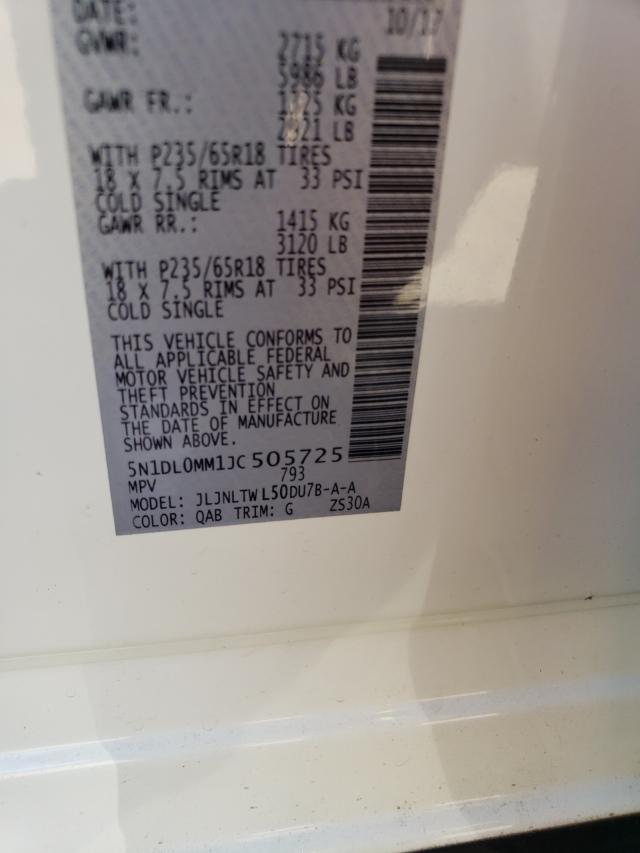 DATE: 10/17
GVWR: 2715 KG
5986 LB
GAWR FR.: 1325 KG
2921 LB
WITH P235/65R18 TIRES
18 X 7.5 RIMS AT 33 PSI
COLD SINGLE
GAWR RR.: 1415 KG
3120 LB
WITH P235/65R18 TIRES
18 X 7.5 RIMS AT 33 PSI
COLD SINGLE
THIS VEHICLE CONFORMS TO
ALL APPLICABLE FEDERAL
MOTOR VEHICLE SAFETY AND
THEFT PREVENTION
STANDARDS IN EFFECT ON
THE DATE OF MANUFACTURE
SHOWN ABOVE.
5N1DL0MM1JC505725
MPV 793
MODEL: JLJNLTWL50DU7B-A-A
COLOR: QAB TRIM: G ZS30A